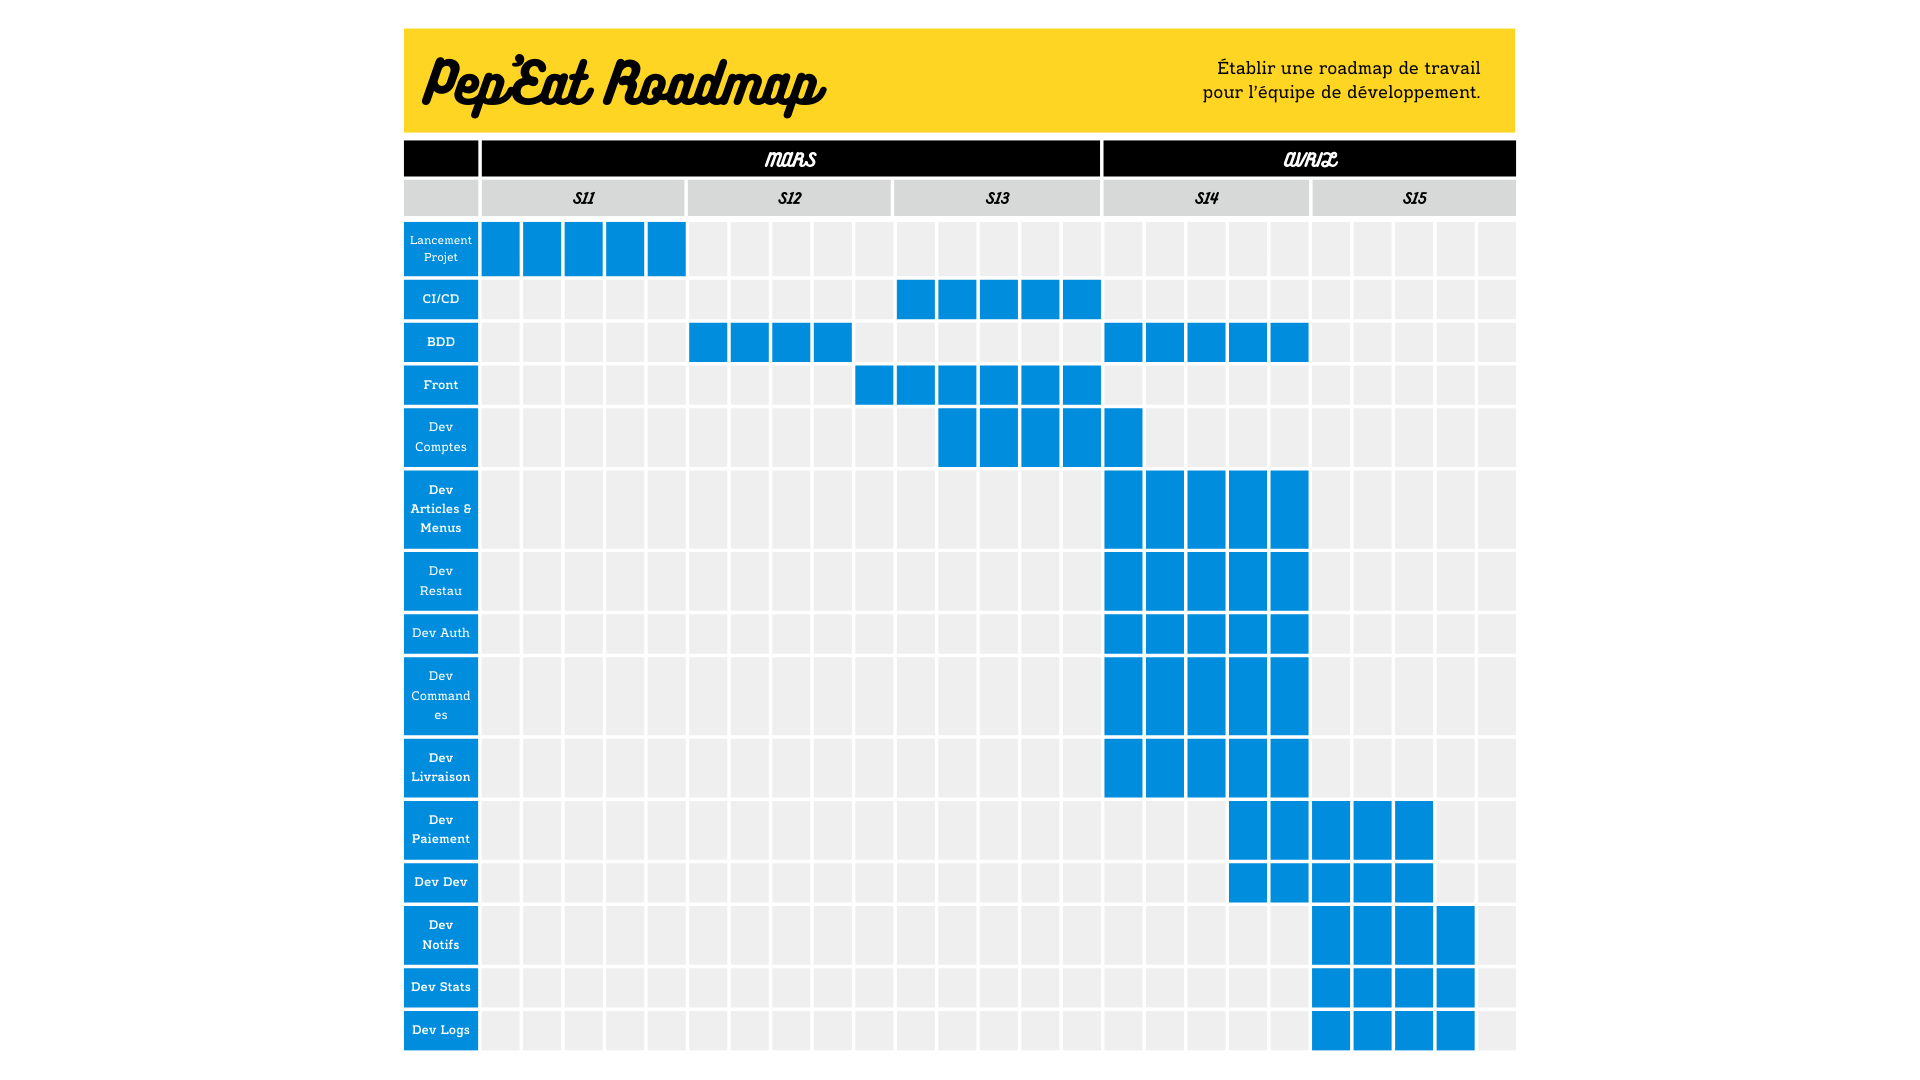 Pep'Eat Roadmap
Établir une roadmap de travail
pour l'équipe de développement.
MARS
AVRIL
S11
S12
S13
S14
S15
Lancement
Projet
CI/CD
BDD
Front
Dev
Comptes
Dev
Articles &
Menus
Dev
Restau
Dev Auth
Dev
Command
es
Dev
Livraison
Dev
Paiement
Dev Dev
Dev
Notifs
Dev Stats
Dev Logs